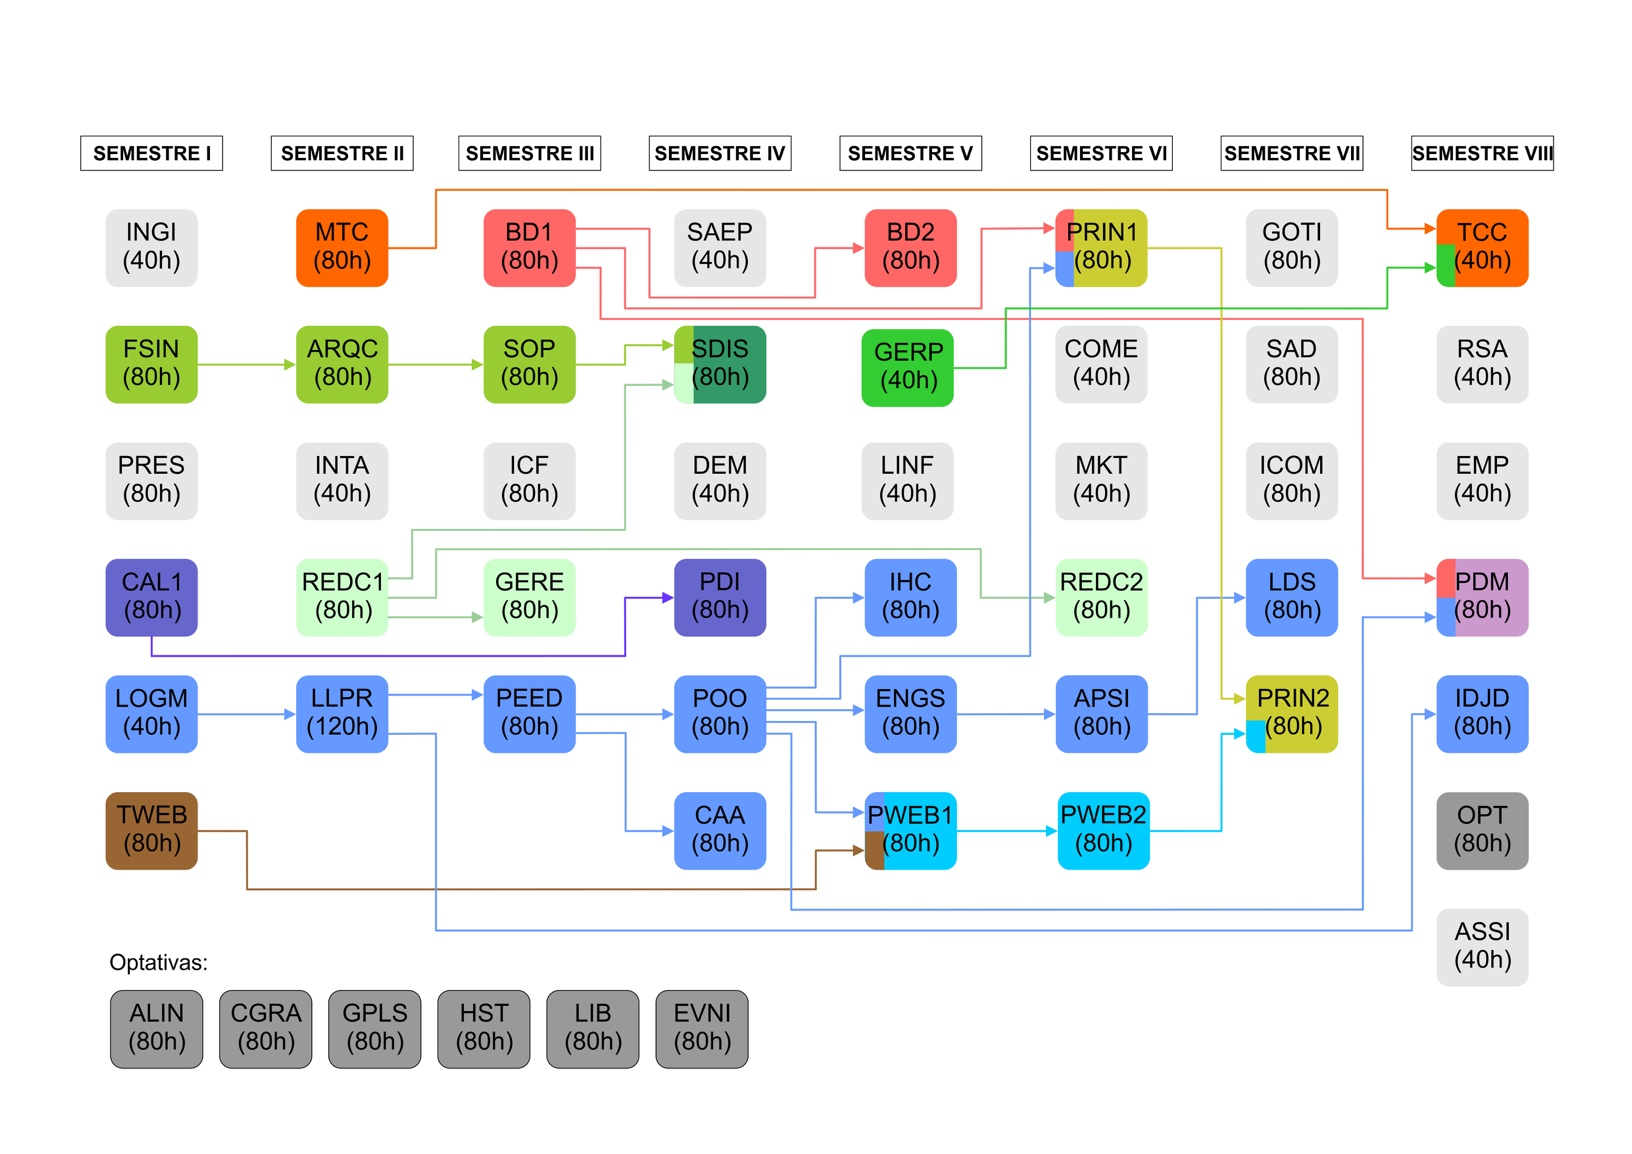 SEMESTRE I
SEMESTRE II
SEMESTRE III
SEMESTRE IV
SEMESTRE V
SEMESTRE VI
SEMESTRE VII
SEMESTRE VIII
INGI
(40h)
MTC
(80h)
BD1
(80h)
SAEP
(40h)
BD2
(80h)
PRIN1
(80h)
GOTI
(80h)
TCC
(40h)
FSIN
(80h)
ARQC
(80h)
SOP
(80h)
SDIS
(80h)
GERP
(40h)
COME
(40h)
SAD
(80h)
RSA
(40h)
PRES
(80h)
INTA
(40h)
ICF
(80h)
DEM
(40h)
LINF
(40h)
MKT
(40h)
ICOM
(80h)
EMP
(40h)
CAL1
(80h)
REDC1
(80h)
GERE
(80h)
PDI
(80h)
IHC
(80h)
REDC2
(80h)
LDS
(80h)
PDM
(80h)
LOGM
(40h)
LLPR
(120h)
PEED
(80h)
POO
(80h)
ENGS
(80h)
APSI
(80h)
PRIN2
(80h)
IDJD
(80h)
TWEB
(80h)
CAA
(80h)
PWEB1
(80h)
PWEB2
(80h)
OPT
(80h)
ASSI
(40h)
Optativas:
ALIN
(80h)
CGRA
(80h)
GPLS
(80h)
HST
(80h)
LIB
(80h)
EVNI
(80h)